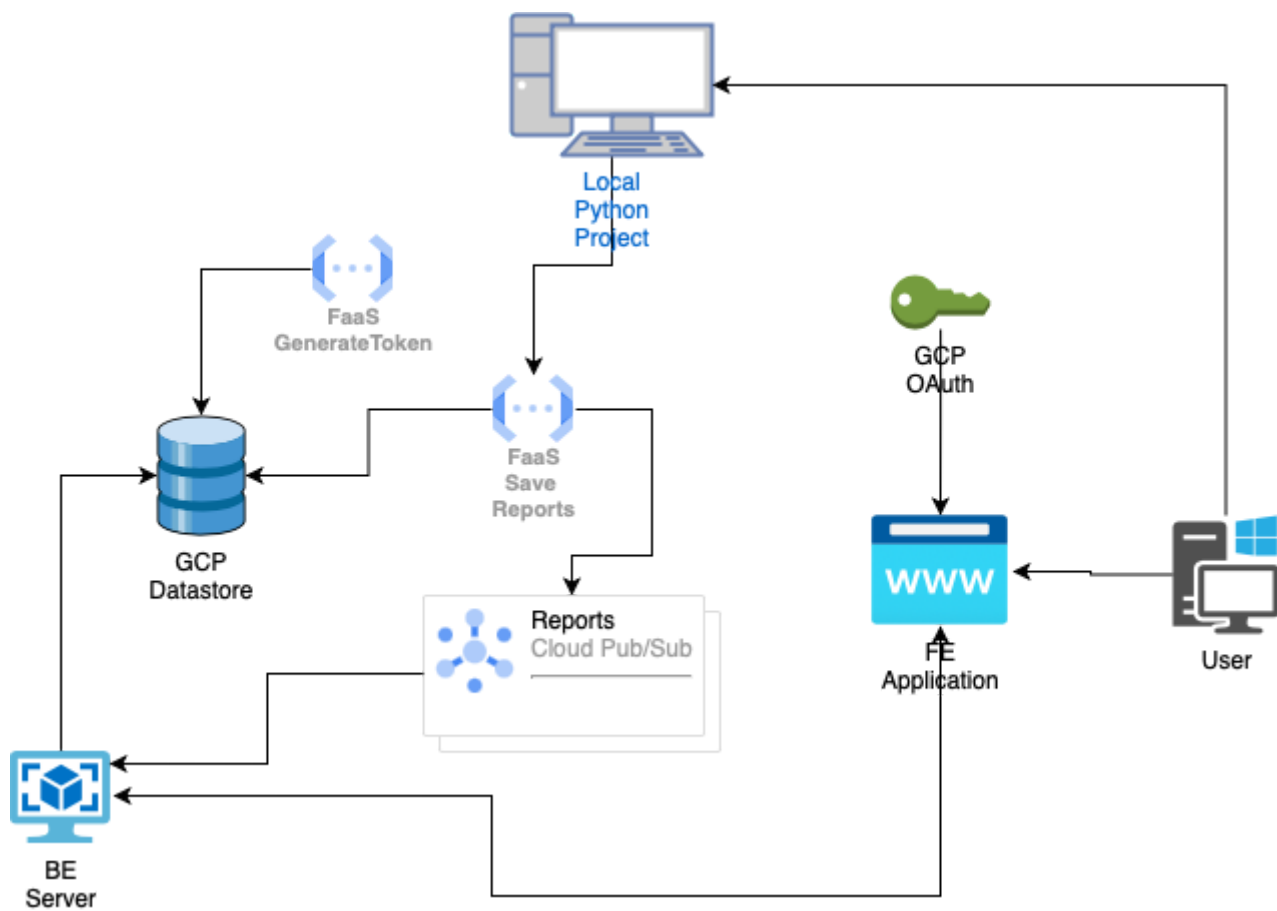 Local
Python
Project
FaaS
GenerateToken
GCP
OAuth
FaaS
Save
Reports
GCP
Datastore
WWW
Reports
Cloud Pub/Sub
FE
Application
User
BE
Server